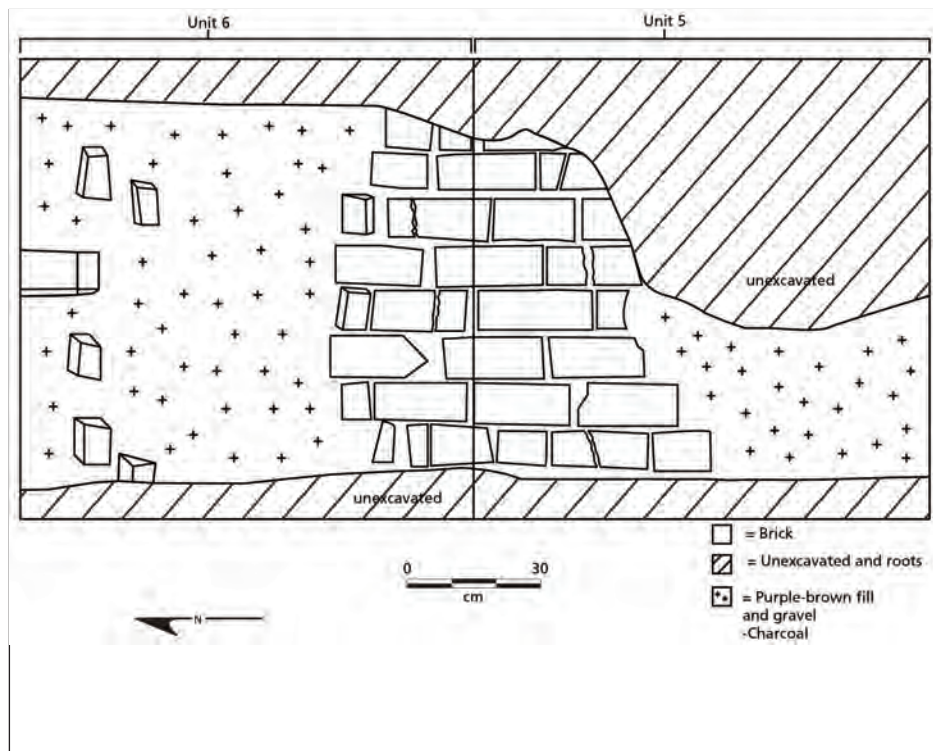 Unit 6
Unit 5
unexcavated
unexcavated
0 30
cm
N
= Brick
= Unexcavated and roots
= Purple-brown fill
and gravel
-Charcoal